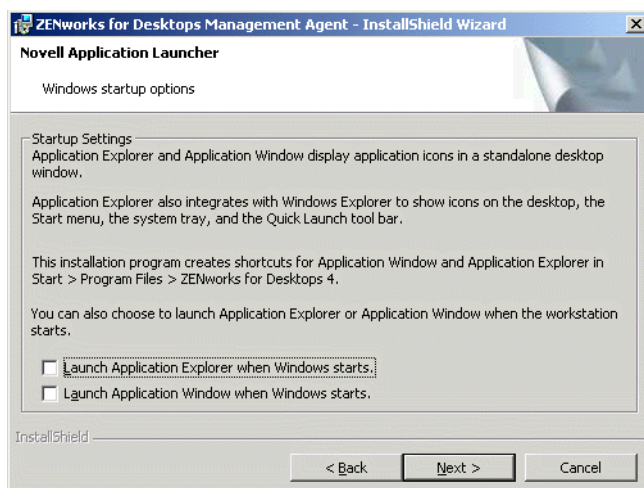 ZENworks for Desktops Management Agent - InstallShield Wizard
Novell Application Launcher
Windows startup options
Startup Settings
Application Explorer and Application Window display application icons in a standalone desktop
window.
Application Explorer also integrates with Windows Explorer to show icons on the desktop, the
Start menu, the system tray, and the Quick Launch tool bar.
This installation program creates shortcuts for Application Window and Application Explorer in
Start > Program Files > ZENworks for Desktops 4.
You can also choose to launch Application Explorer or Application Window when the workstation
starts.
Launch Application Explorer when Windows starts.
Launch Application Window when Windows starts.
InstallShield
< Back Next > Cancel